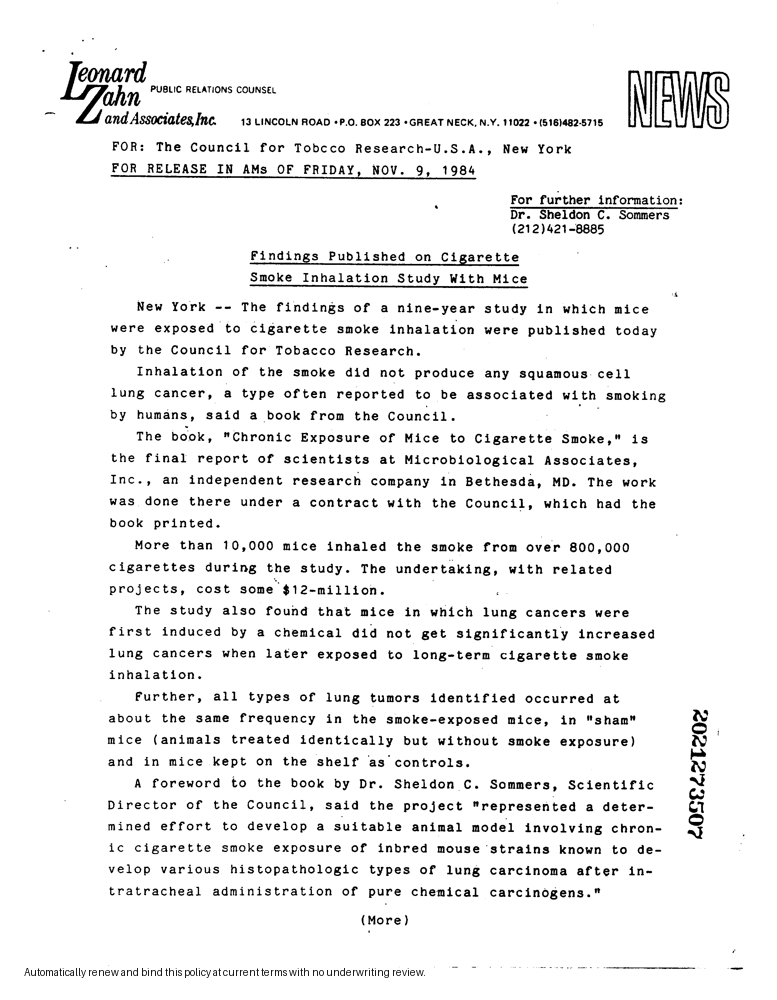 Leonard
Zahn
and Associates, Inc.
PUBLIC RELATIONS COUNSEL
13 LINCOLN ROAD • P.O. BOX 223 • GREAT NECK, N.Y. 11022 • (516)482-5715
NEWS
FOR: The Council for Tobcco Research-U.S.A., New York
FOR RELEASE IN AMs OF FRIDAY, NOV. 9, 1984
For further information:
Dr. Sheldon C. Sommers
(212)421-8885
Findings Published on Cigarette
Smoke Inhalation Study With Mice
New York -- The findings of a nine-year study in which mice
were exposed to cigarette smoke inhalation were published today
by the Council for Tobacco Research.
Inhalation of the smoke did not produce any squamous cell
lung cancer, a type often reported to be associated with smoking
by humans, said a book from the Council.
The book, "Chronic Exposure of Mice to Cigarette Smoke," is
the final report of scientists at Microbiological Associates,
Inc., an independent research company in Bethesda, MD. The work
was done there under a contract with the Council, which had the
book printed.
More than 10,000 mice inhaled the smoke from over 800,000
cigarettes during the study. The undertaking, with related
projects, cost some $12-million.
The study also found that mice in which lung cancers were
first induced by a chemical did not get significantly increased
lung cancers when later exposed to long-term cigarette smoke
inhalation.
Further, all types of lung tumors identified occurred at
about the same frequency in the smoke-exposed mice, in "sham"
mice (animals treated identically but without smoke exposure)
and in mice kept on the shelf as controls.
A foreword to the book by Dr. Sheldon C. Sommers, Scientific
Director of the Council, said the project "represented a deter-
mined effort to develop a suitable animal model involving chron-
ic cigarette smoke exposure of inbred mouse strains known to de-
velop various histopathologic types of lung carcinoma after in-
tratracheal administration of pure chemical carcinogens."
(More)
2021273507
Automatically renew and bind this policy at current terms with no underwriting review.